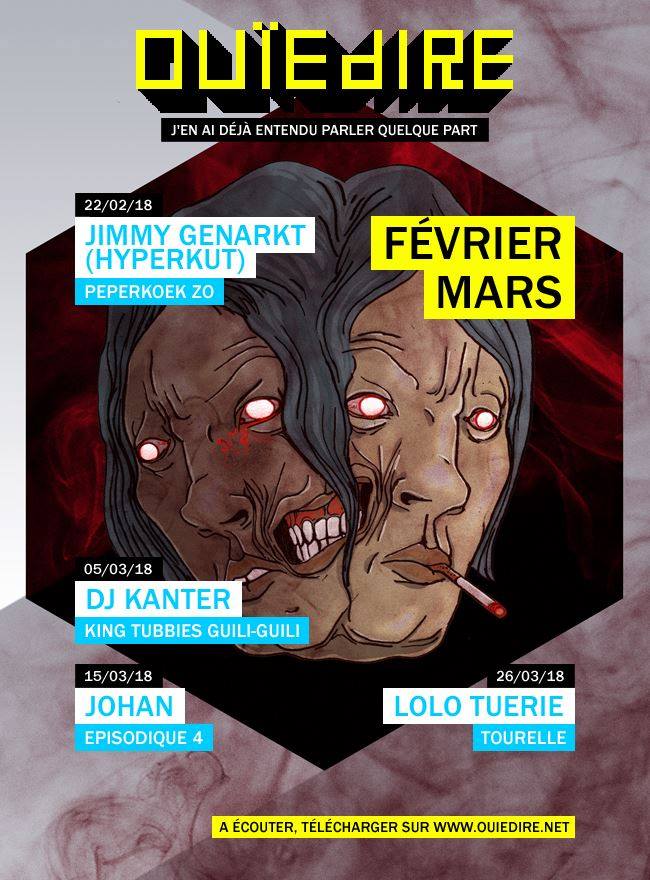 OUÏEDIRE
J'EN AI DÉJÀ ENTENDU PARLER QUELQUE PART
22/02/18
JIMMY GENARKT
(HYPERKUT)
PEPERKOEK ZO
FÉVRIER
MARS
05/03/18
DJ KANTER
KING TUBBIES GUILI-GUILI
15/03/18
JOHAN
EPISODIQUE 4
26/03/18
LOLO TUERIE
TOURELLE
A ÉCOUTER, TÉLÉCHARGER SUR WWW.OUIEDIRE.NET